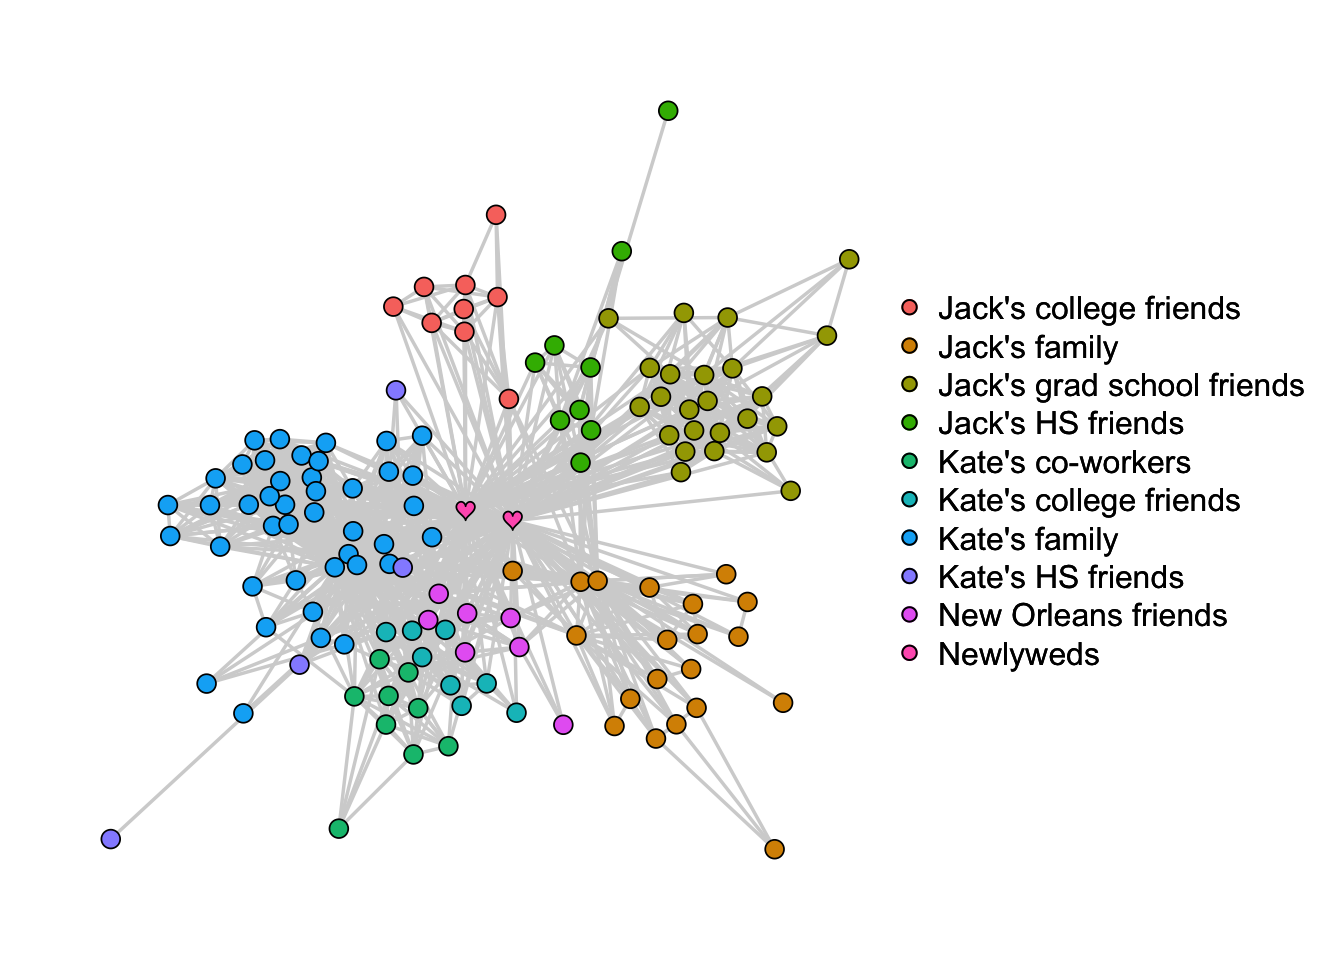 Jack's college friends
Jack's family
Jack's grad school friends
Jack's HS friends
Kate's co-workers
Kate's college friends
Kate's family
Kate's HS friends
New Orleans friends
Newlyweds